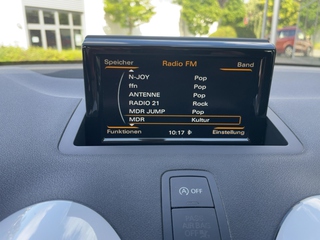 Speicher Radio FM Band
N-JOY Pop
ffn Pop
ANTENNE Pop
RADIO 21 Rock
MDR JUMP Pop
MDR Kultur
Funktionen 10:17 Einstellung
OFF